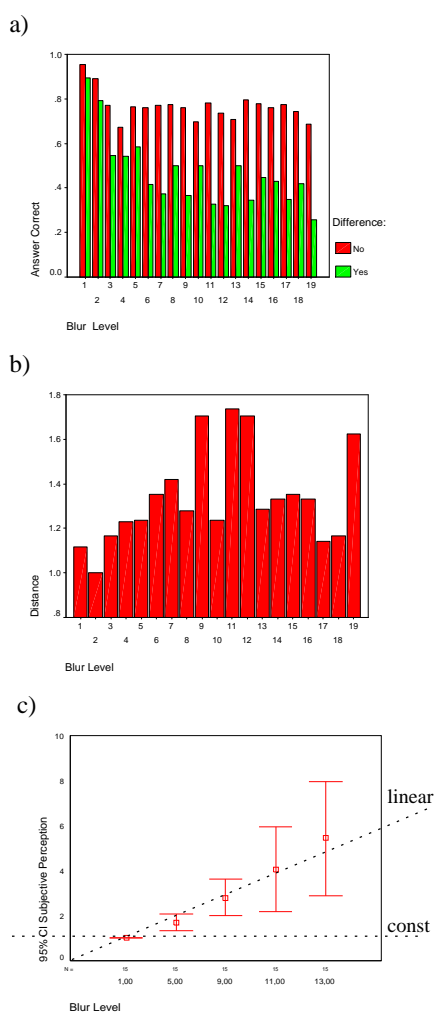 a)
1.0
.8
.6
.4
.2
0.0
Answer Correct
Difference:
No
Yes
1 3 5 7 9 11 13 15 17 19
2 4 6 8 10 12 14 16 18
Blur Level
b)
1.8
1.6
1.4
1.2
1.0
.8
Distance
1 3 5 7 9 11 13 15 17 19
2 4 6 8 10 12 14 16 18
Blur Level
c)
10
8
6
4
2
0
95% CI Subjective Perception
linear
const
N = 15 15 15 15 15
1,00 5,00 9,00 11,00 13,00
Blur Level